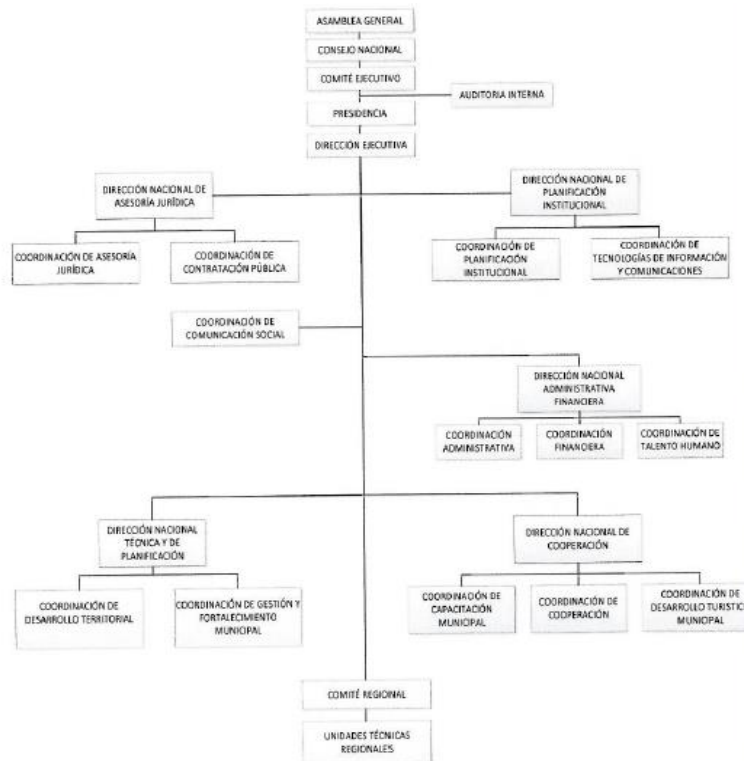 ASAMBLEA GENERAL
CONSEJO NACIONAL
COMITÉ EJECUTIVO
AUDITORIA INTERNA
PRESIDENCIA
DIRECCIÓN EJECUTIVA
DIRECCIÓN NACIONAL DE
ASESORÍA JURÍDICA
DIRECCIÓN NACIONAL DE
PLANIFICACIÓN
INSTITUCIONAL
COORDINACIÓN DE ASESORÍA
JURÍDICA
COORDINACIÓN DE
CONTRATACIÓN PÚBLICA
COORDINACIÓN DE
PLANIFICACIÓN
INSTITUCIONAL
COORDINACIÓN DE
TECNOLOGÍAS DE INFORMACIÓN
Y COMUNICACIONES
COORDINACIÓN DE
COMUNICACIÓN SOCIAL
DIRECCIÓN NACIONAL
ADMINISTRATIVA
FINANCIERA
COORDINACIÓN
ADMINISTRATIVA
COORDINACIÓN
FINANCIERA
COORDINACIÓN DE
TALENTO HUMANO
DIRECCIÓN NACIONAL
TÉCNICA Y DE
PLANIFICACIÓN
DIRECCIÓN NACIONAL DE
COOPERACIÓN
COORDINACIÓN DE
DESARROLLO TERRITORIAL
COORDINACIÓN DE GESTIÓN Y
FORTALECIMIENTO
MUNICIPAL
COORDINACIÓN DE
CAPACITACIÓN
MUNICIPAL
COORDINACIÓN DE
COOPERACIÓN
COORDINACIÓN DE
DESARROLLO TURISTIC
MUNICIPAL
COMITÉ REGIONAL
UNIDADES TÉCNICAS
REGIONALES